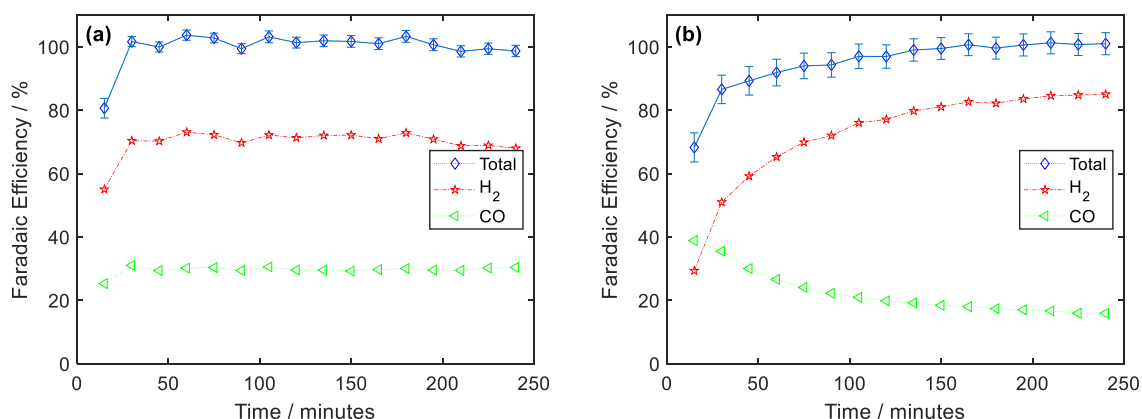 (a)
Faradaic Efficiency / %
100
80
60
40
20
0
Total
H2
CO
0 50 100 150 200 250
Time / minutes
(b)
Faradaic Efficiency / %
100
80
60
40
20
0
Total
H2
CO
0 50 100 150 200 250
Time / minutes